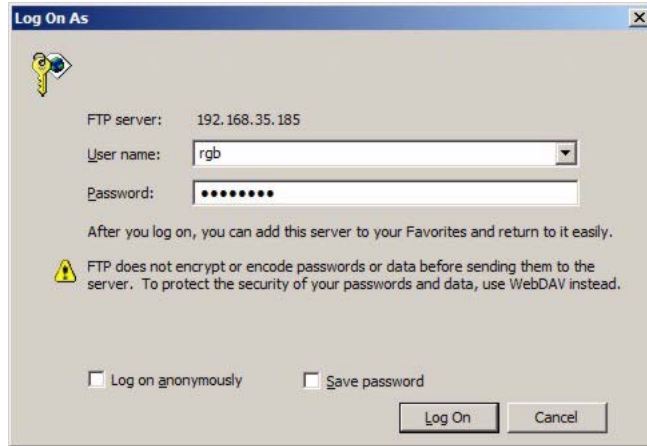 Log On As
FTP server: 192.168.35.185
User name: rgb
Password: ●●●●●●●●
After you log on, you can add this server to your Favorites and return to it easily.
FTP does not encrypt or encode passwords or data before sending them to the
server. To protect the security of your passwords and data, use WebDAV instead.
Log on anonymously Save password
Log On Cancel